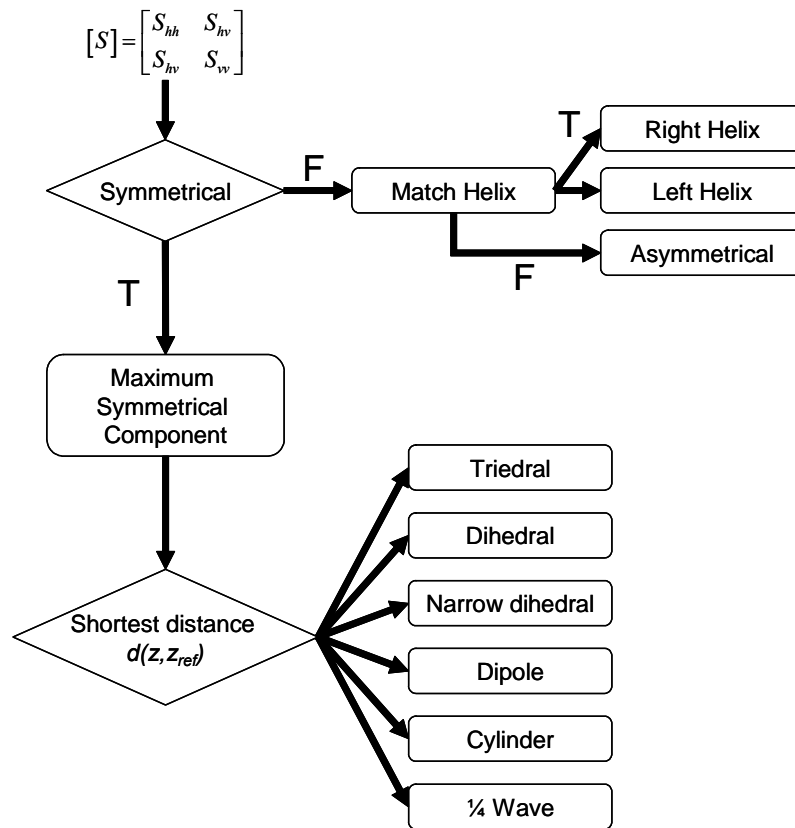 [S] = [ S_hh S_hv
S_hv S_vv ]
Symmetrical
F
Match Helix
T
Right Helix
Left Helix
F
Asymmetrical
T
Maximum
Symmetrical
Component
Shortest distance
d(z,z_ref)
Triedral
Dihedral
Narrow dihedral
Dipole
Cylinder
¼ Wave